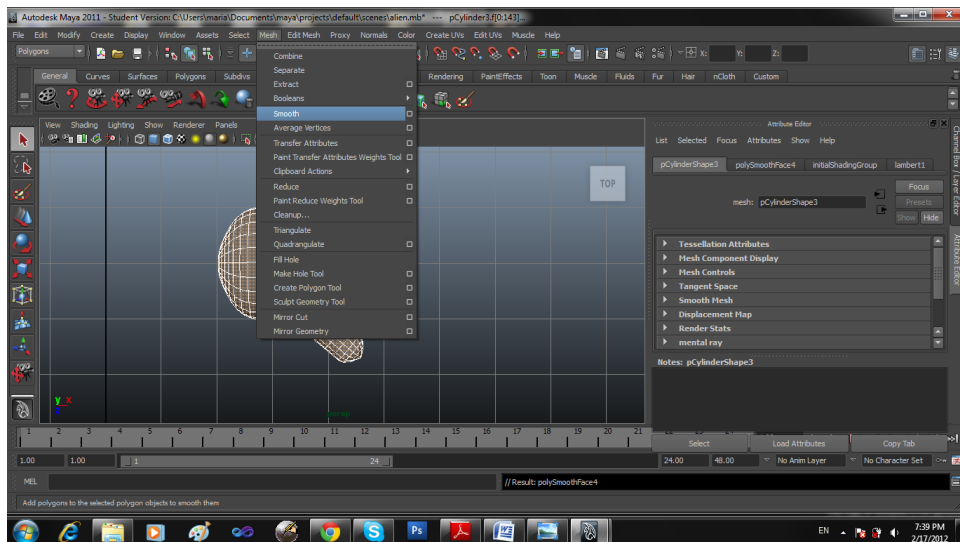 Autodesk Maya 2011 - Student Version: C:\Users\maria\Documents\maya\projects\default\scenes\alien.mb* --- pCylinder3.f[0:143]...
File Edit Modify Create Display Window Assets Select Mesh Edit Mesh Proxy Normals Color Create UVs Edit UVs Muscle Help
Polygons X: Y: Z:
General Curves Surfaces Polygons Subdivs Rendering PaintEffects Toon Muscle Fluids Fur Hair nCloth Custom
View Shading Lighting Show Renderer Panels
Combine
Separate
Extract
Booleans
Smooth
Average Vertices
Transfer Attributes
Paint Transfer Attributes Weights Tool
Clipboard Actions
Reduce
Paint Reduce Weights Tool
Cleanup...
Triangulate
Quadrangulate
Fill Hole
Make Hole Tool
Create Polygon Tool
Sculpt Geometry Tool
Mirror Cut
Mirror Geometry
TOP
y x
z
persp
Attribute Editor
List Selected Focus Attributes Show Help
pCylinderShape3 polySmoothFace4 initialShadingGroup lambert1
mesh: pCylinderShape3
Focus
Presets
Show Hide
Tessellation Attributes
Mesh Component Display
Mesh Controls
Tangent Space
Smooth Mesh
Displacement Map
Render Stats
mental ray
Notes: pCylinderShape3
Select Load Attributes Copy Tab
Channel Box / Layer Editor
Attribute Editor
1 2 3 4 5 6 7 8 9 10 11 12 13 14 15 16 17 18 19 20 21
1.00 1.00 1 24 24.00 48.00 No Anim Layer No Character Set
MEL // Result: polySmoothFace4
Add polygons to the selected polygon objects to smooth them
Ps
EN
7:39 PM
2/17/2012